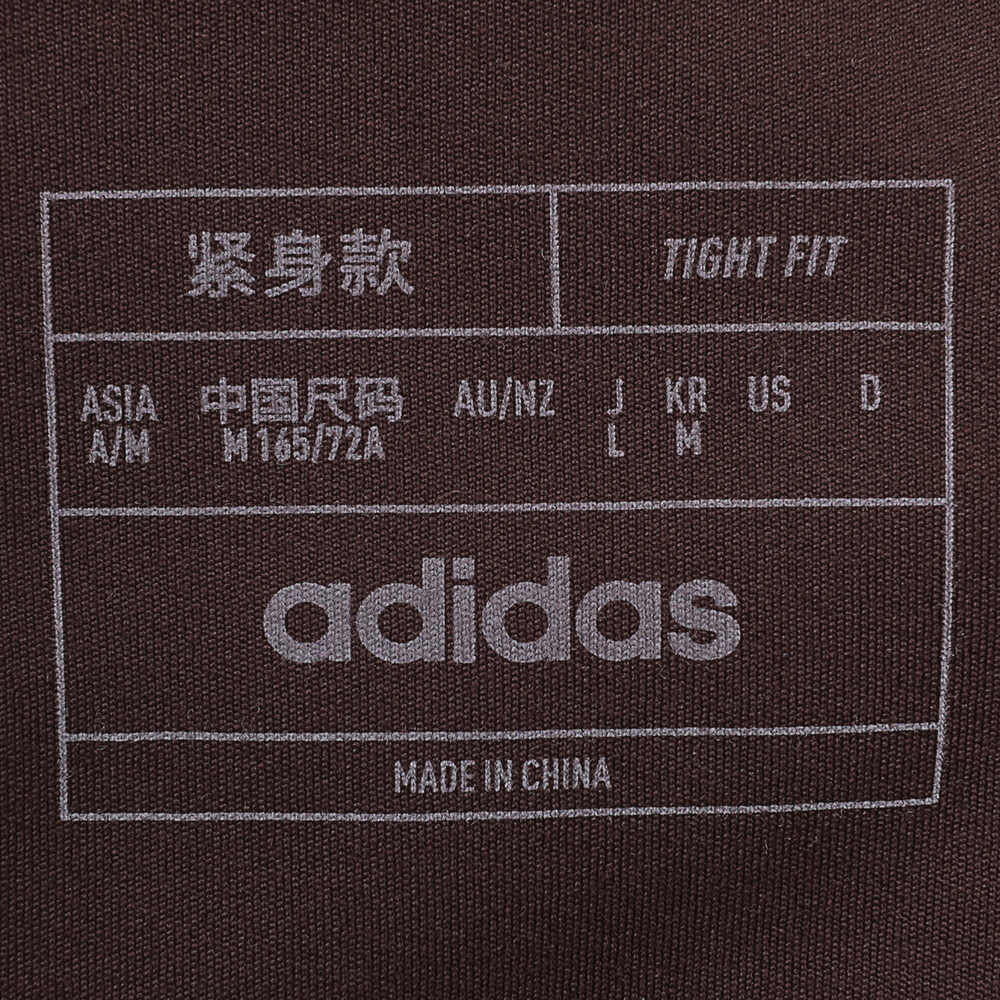 紧身款 TIGHT FIT
ASIA 中国尺码 AU/NZ J KR US D
A/M M 165/72A L M
adidas
MADE IN CHINA